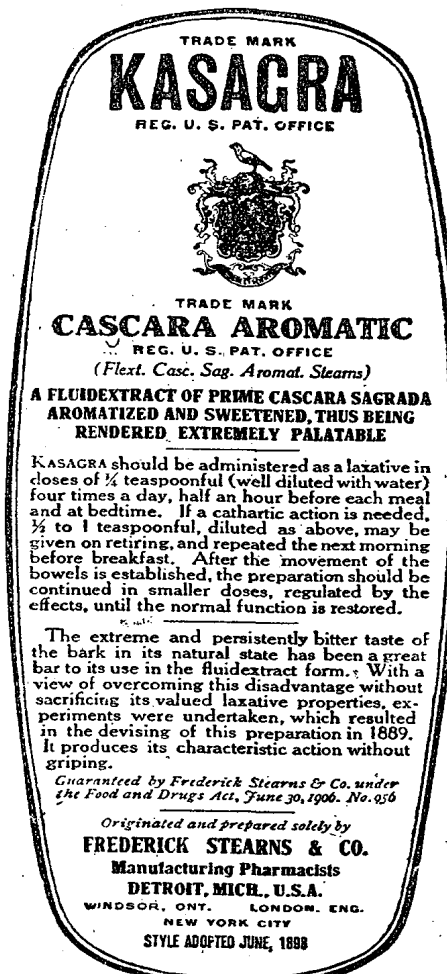 TRADE MARK
KASAGRA
REG. U. S. PAT. OFFICE
TRADE MARK
CASCARA AROMATIC
REG. U. S. PAT. OFFICE
(Flext. Casc. Sag. Aromat. Stearns)
A FLUIDEXTRACT OF PRIME CASCARA SAGRADA
AROMATIZED AND SWEETENED, THUS BEING
RENDERED EXTREMELY PALATABLE
KASAGRA should be administered as a laxative in
doses of ¼ teaspoonful (well diluted with water)
four times a day, half an hour before each meal
and at bedtime. If a cathartic action is needed,
½ to 1 teaspoonful, diluted as above, may be
given on retiring, and repeated the next morning
before breakfast. After the movement of the
bowels is established, the preparation should be
continued in smaller doses, regulated by the
effects, until the normal function is restored.
The extreme and persistently bitter taste of
the bark in its natural state has been a great
bar to its use in the fluidextract form. With a
view of overcoming this disadvantage without
sacrificing its valued laxative properties, ex-
periments were undertaken, which resulted
in the devising of this preparation in 1889.
It produces its characteristic action without
griping.
Guaranteed by Frederick Stearns & Co. under
the Food and Drugs Act, June 30, 1906. No. 956
Originated and prepared solely by
FREDERICK STEARNS & CO.
Manufacturing Pharmacists
DETROIT, MICH., U.S.A.
WINDSOR, ONT. LONDON, ENG.
NEW YORK CITY
STYLE ADOPTED JUNE, 1898